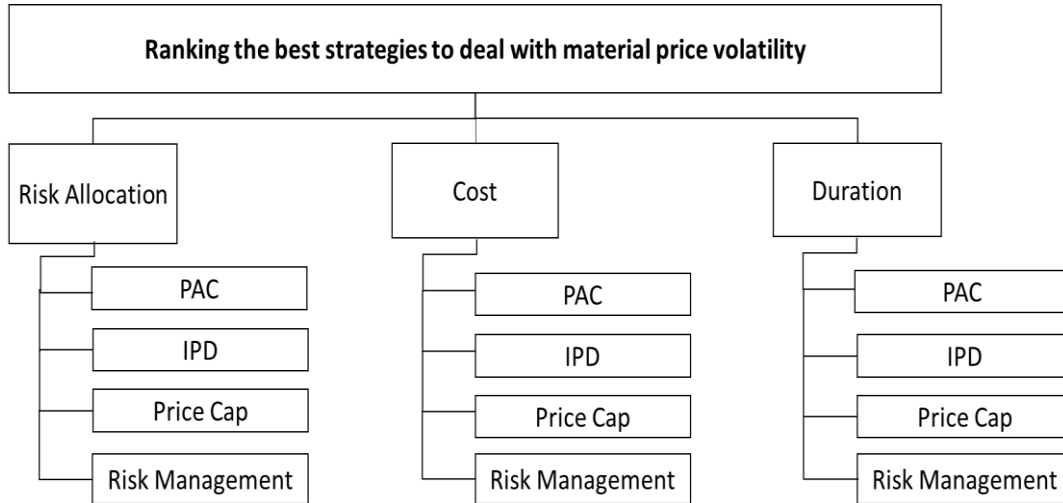 Ranking the best strategies to deal with material price volatility
Risk Allocation
PAC
IPD
Price Cap
Risk Management
Cost
PAC
IPD
Price Cap
Risk Management
Duration
PAC
IPD
Price Cap
Risk Management